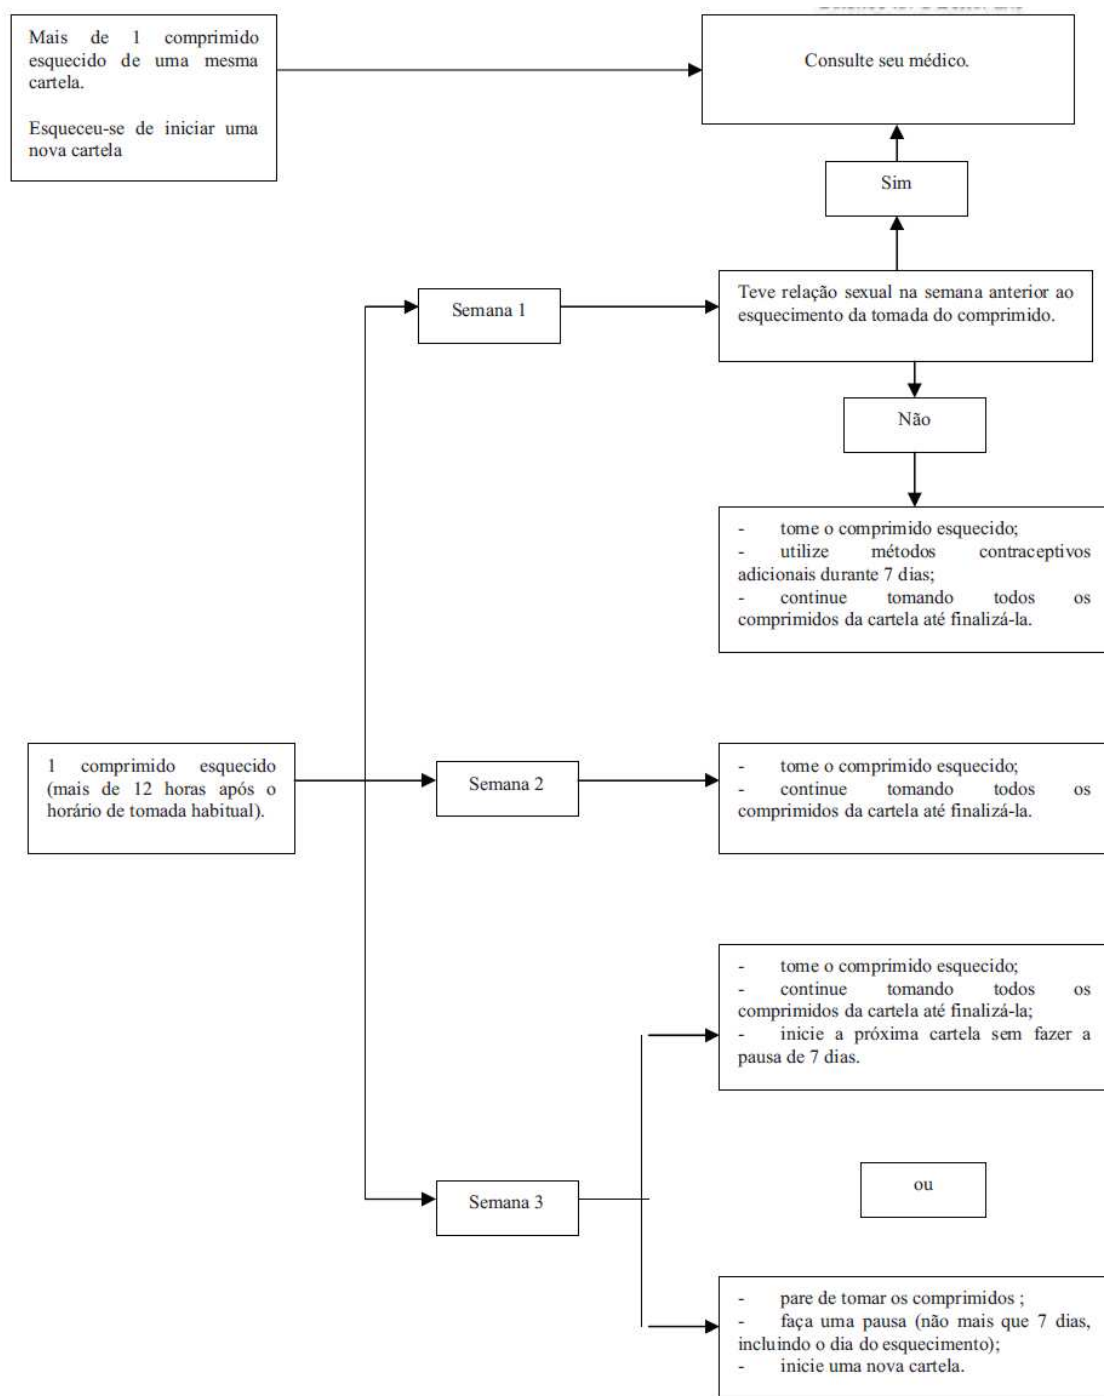 Mais de 1 comprimido
esquecido de uma mesma
cartela.
Esqueceu-se de iniciar uma
nova cartela
Consulte seu médico.
Sim
Semana 1
Teve relação sexual na semana anterior ao
esquecimento da tomada do comprimido.
Não
- tome o comprimido esquecido;
- utilize métodos contraceptivos
adicionais durante 7 dias;
- continue tomando todos os
comprimidos da cartela até finalizá-la.
1 comprimido esquecido
(mais de 12 horas após o
horário de tomada habitual).
Semana 2
- tome o comprimido esquecido;
- continue tomando todos os
comprimidos da cartela até finalizá-la.
- tome o comprimido esquecido;
- continue tomando todos os
comprimidos da cartela até finalizá-la;
- inicie a próxima cartela sem fazer a
pausa de 7 dias.
Semana 3
ou
- pare de tomar os comprimidos ;
- faça uma pausa (não mais que 7 dias,
incluindo o dia do esquecimento);
- inicie uma nova cartela.